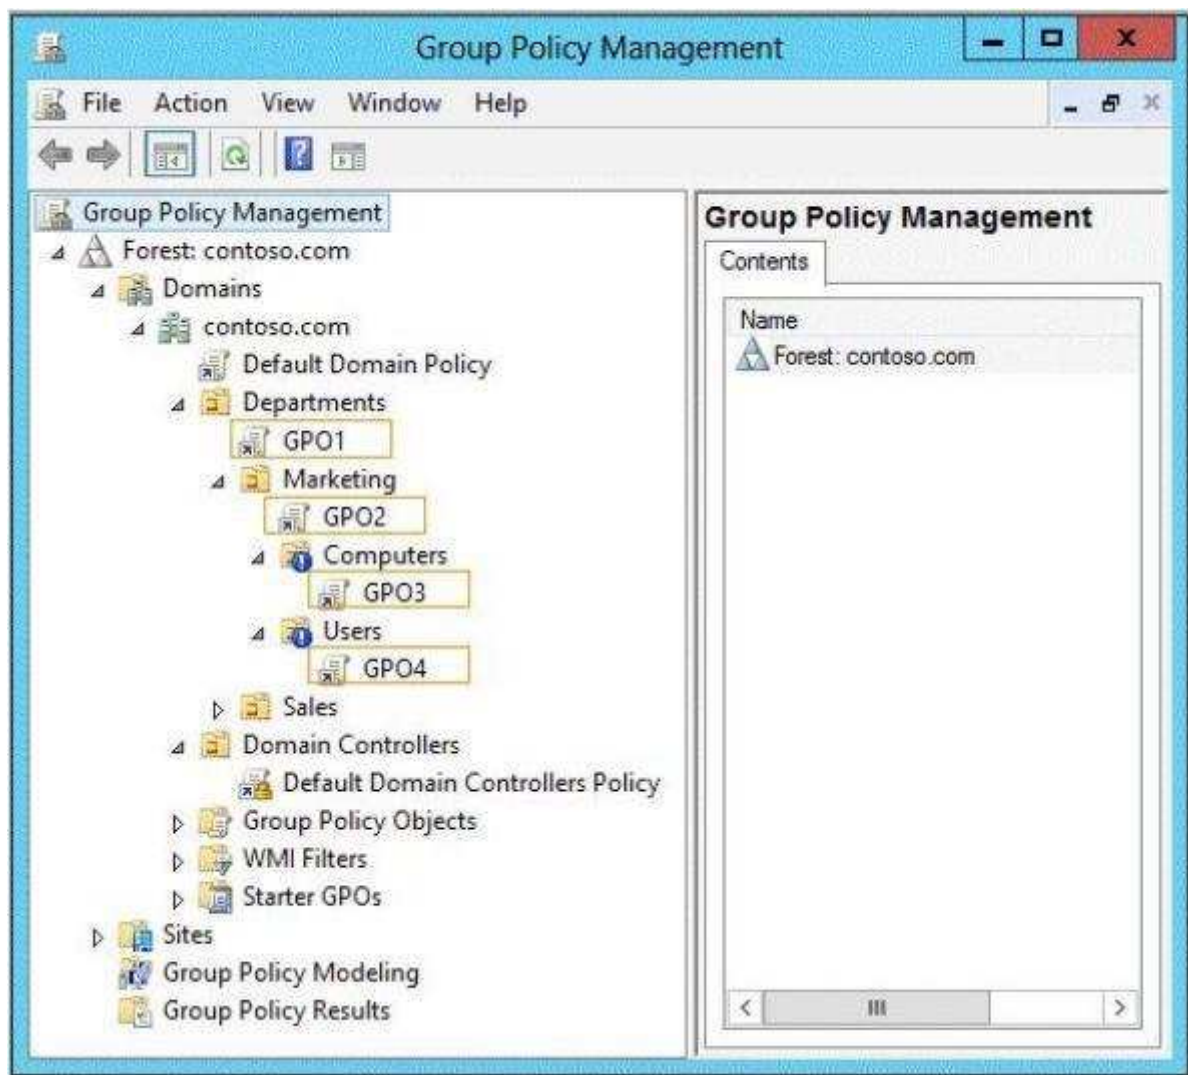 Group Policy Management
File Action View Window Help
Group Policy Management
Forest: contoso.com
Domains
contoso.com
Default Domain Policy
Departments
GPO1
Marketing
GPO2
Computers
GPO3
Users
GPO4
Sales
Domain Controllers
Default Domain Controllers Policy
Group Policy Objects
WMI Filters
Starter GPOs
Sites
Group Policy Modeling
Group Policy Results
Group Policy Management
Contents
Name
Forest: contoso.com